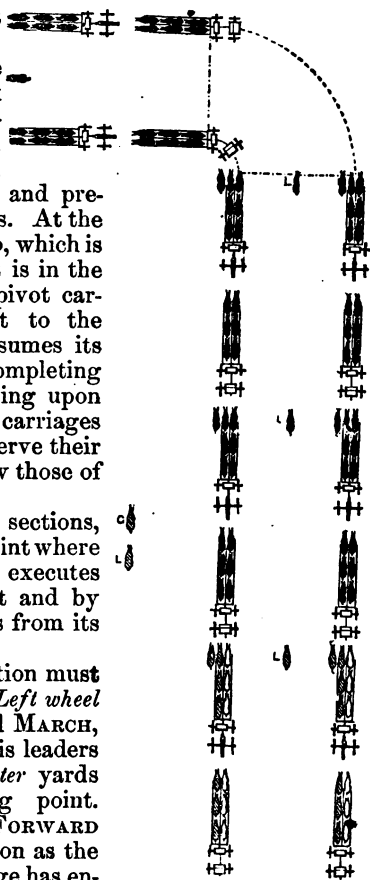 L
and pre-
s. At the
, which is
is in the
pivot car-
t to the
sumes its
ompleting
ing upon
carriages
L
erve their
w those of
sections,
C
int where
L
executes
t and by
s from its
L
tion must
Left wheel
MARCH,
is leaders
ter yards
g point.
FORWARD
on as the
ge has en-